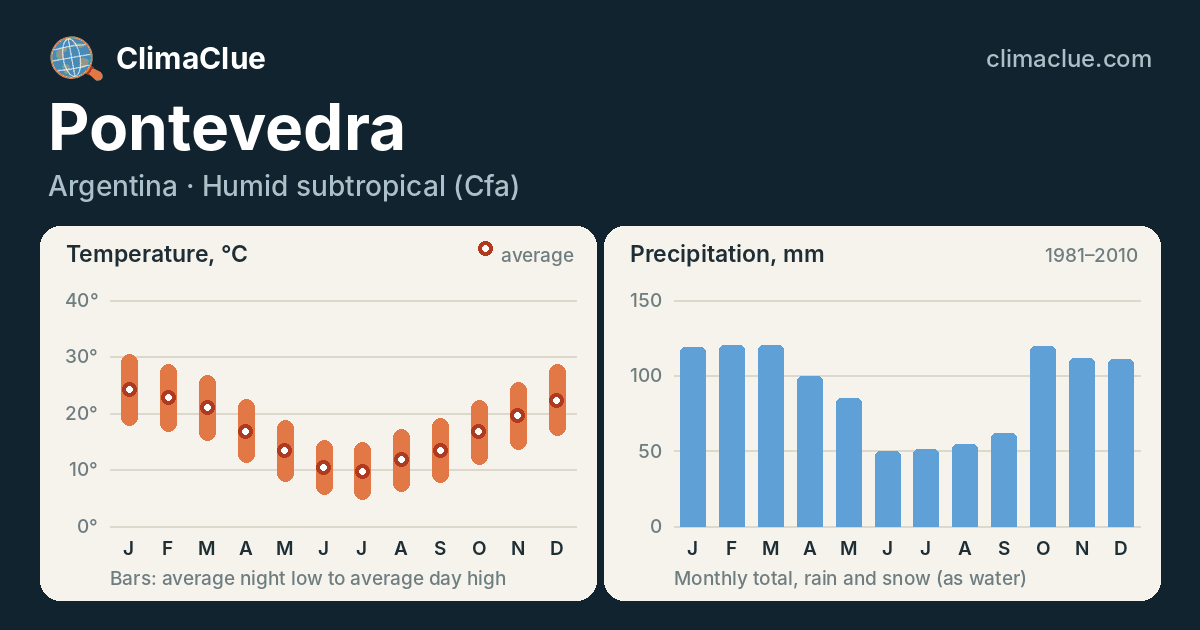 ClimaClue
climaclue.com
Pontevedra
Argentina · Humid subtropical (Cfa)
Temperature, °C
average
40°
30°
20°
10°
0°
J F M A M J J A S O N D
Bars: average night low to average day high
Precipitation, mm
1981–2010
150
100
50
0
J F M A M J J A S O N D
Monthly total, rain and snow (as water)